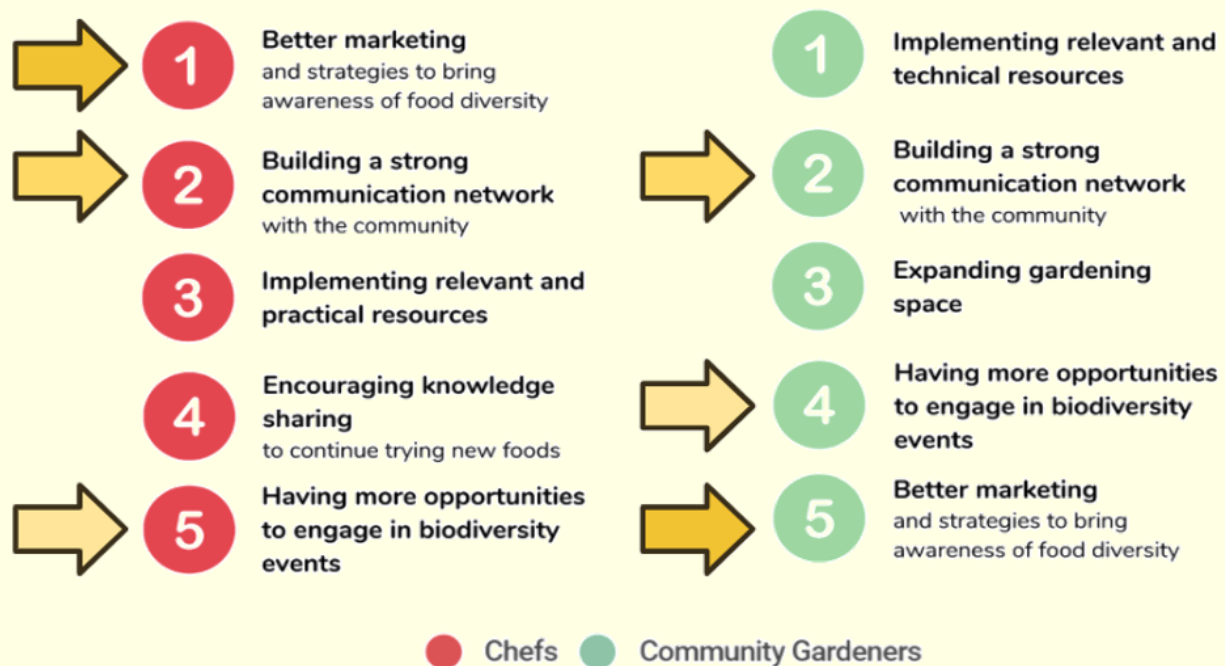 1
Better marketing
and strategies to bring
awareness of food diversity
2
Building a strong
communication network
with the community
3
Implementing relevant and
practical resources
4
Encouraging knowledge
sharing
to continue trying new foods
5
Having more opportunities
to engage in biodiversity
events
1
Implementing relevant and
technical resources
2
Building a strong
communication network
with the community
3
Expanding gardening
space
4
Having more opportunities
to engage in biodiversity
events
5
Better marketing
and strategies to bring
awareness of food diversity
Chefs Community Gardeners